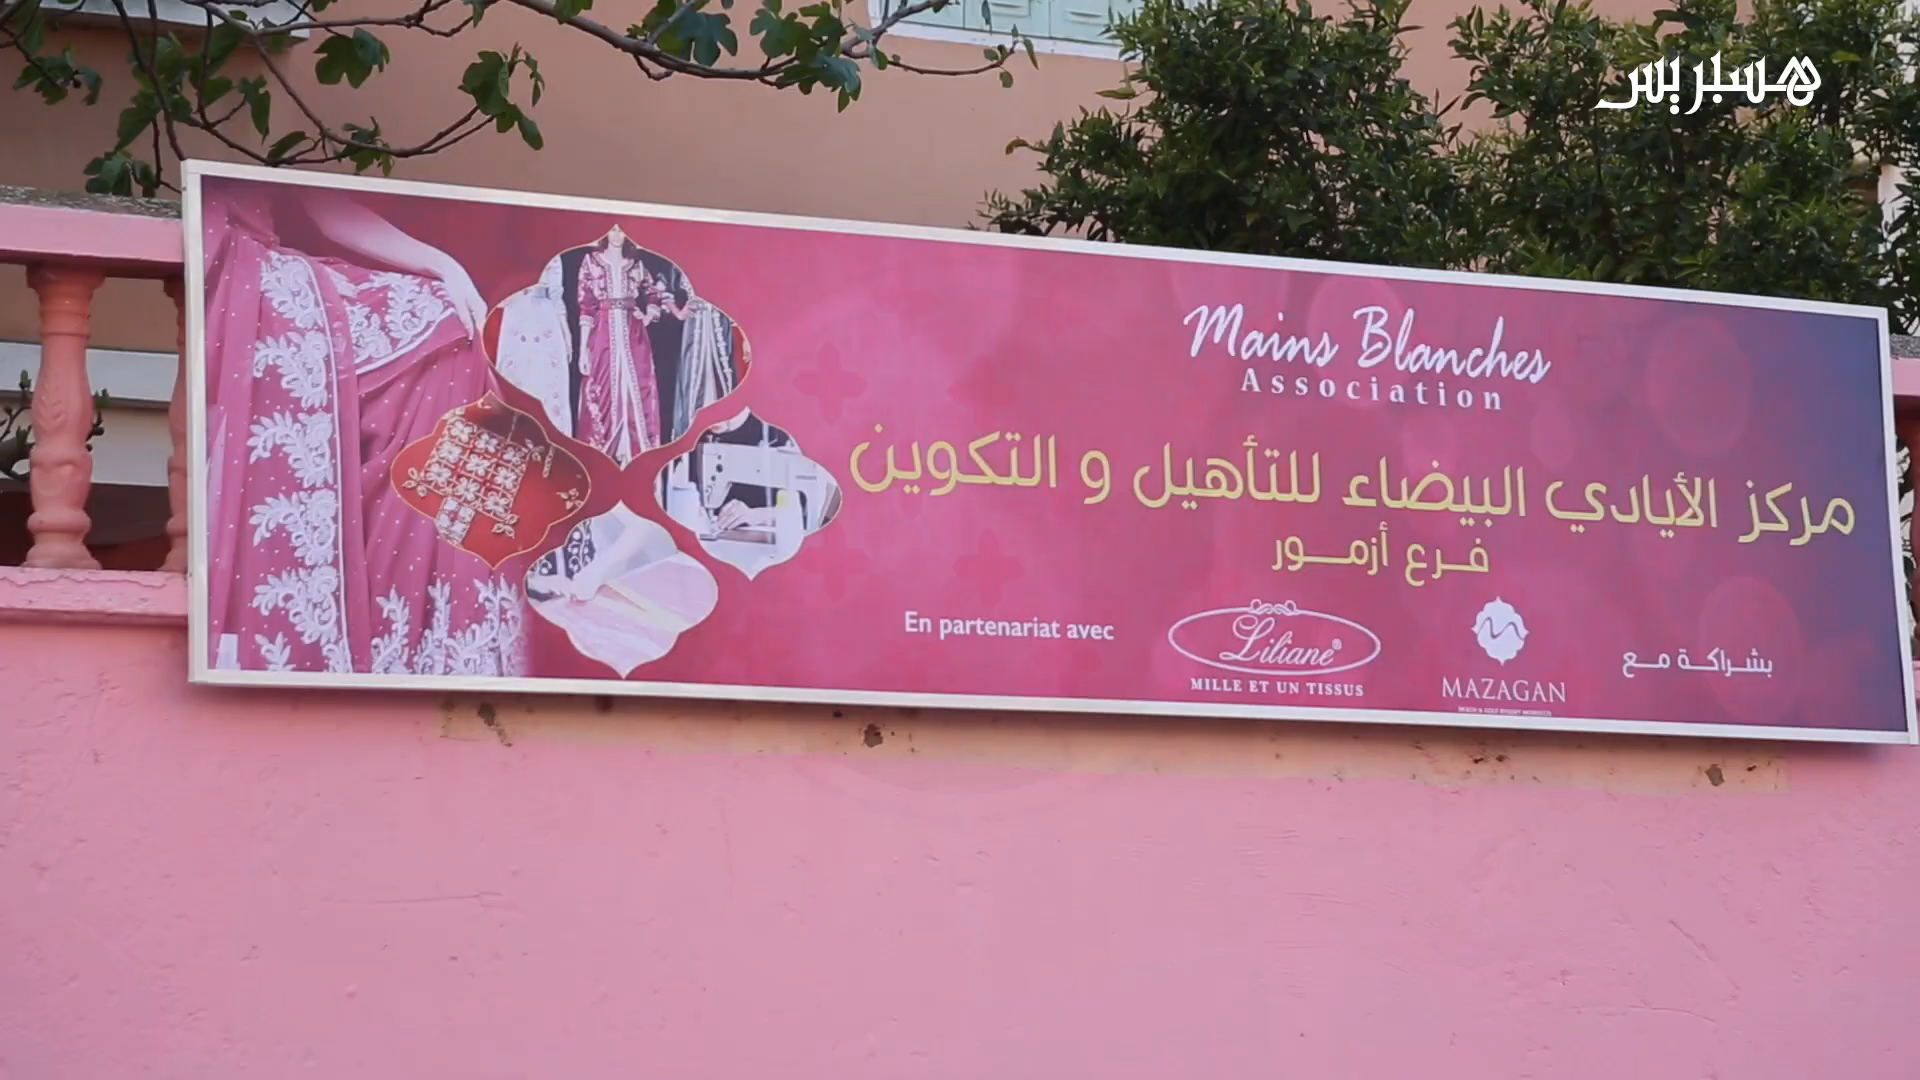 هسبريس
Mains Blanches
Association
مركز الأيادي البيضاء للتأهيل و التكوين
فرع أزمور
En partenariat avec
Liliane®
MILLE ET UN TISSUS
MAZAGAN
بشراكة مع